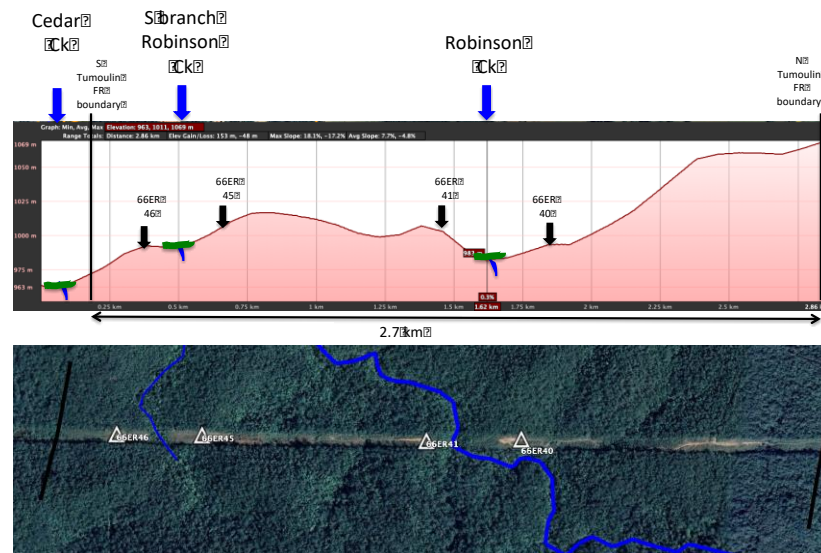 Cedar
Ck
S branch
Robinson
Ck
Robinson
Ck
S
Tumoulin
FR
boundary
N
Tumoulin
FR
boundary
Graph: Min, Avg, Max Elevation: 963, 1011, 1069 m
Range Totals: Distance: 2.86 km Elev Gain/Loss: 153 m, -48 m Max Slope: 18.1%, -17.2% Avg Slope: 7.7%, -4.8%
1069 m
1050 m
1025 m
1000 m
975 m
963 m
66ER
46
66ER
45
66ER
41
66ER
40
983 m
0.3%
0.25 km
0.5 km
0.75 km
1 km
1.25 km
1.5 km
1.62 km
1.75 km
2 km
2.25 km
2.5 km
2.86
2.7 km
66ER46
66ER45
66ER41
66ER40